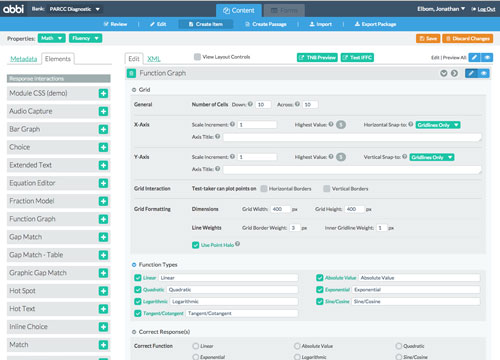 abbi Bank: PARCC Diagnostic Content Forms Elbom, Jonathan Log Out
Review Edit Create Item Create Passage Import Export Package
Properties: Math Fluency Save Discard Changes
Metadata Elements Edit XML View Layout Controls TN8 Preview Test IFFC Edit | Preview All
Response Interactions
Function Graph
Module CSS (demo)
Audio Capture
Bar Graph
Choice
Extended Text
Equation Editor
Fraction Model
Function Graph
Gap Match
Gap Match - Table
Graphic Gap Match
Hot Spot
Hot Text
Inline Choice
Match
Grid
General Number of Cells Down: 10 Across: 10
X-Axis Scale Increment: 1 Highest Value: 5 Horizontal Snap-to: Gridlines Only
Axis Title:
Y-Axis Scale Increment: 1 Highest Value: 5 Vertical Snap-to: Gridlines Only
Axis Title:
Grid Interaction Test-taker can plot points on Horizontal Borders Vertical Borders
Grid Formatting Dimensions Grid Width: 400 px Grid Height: 400 px
Line Weights Grid Border Weight: 3 px Inner Gridline Weight: 1 px
Use Point Halo
Function Types
Linear Linear Absolute Value Absolute Value
Quadratic Quadratic Exponential Exponential
Logarithmic Logarithmic Sine/Cosine Sine/Cosine
Tangent/Cotangent Tangent/Cotangent
Correct Response(s)
Correct Function Linear Absolute Value Quadratic
Exponential Logarithmic Sine/Cosine